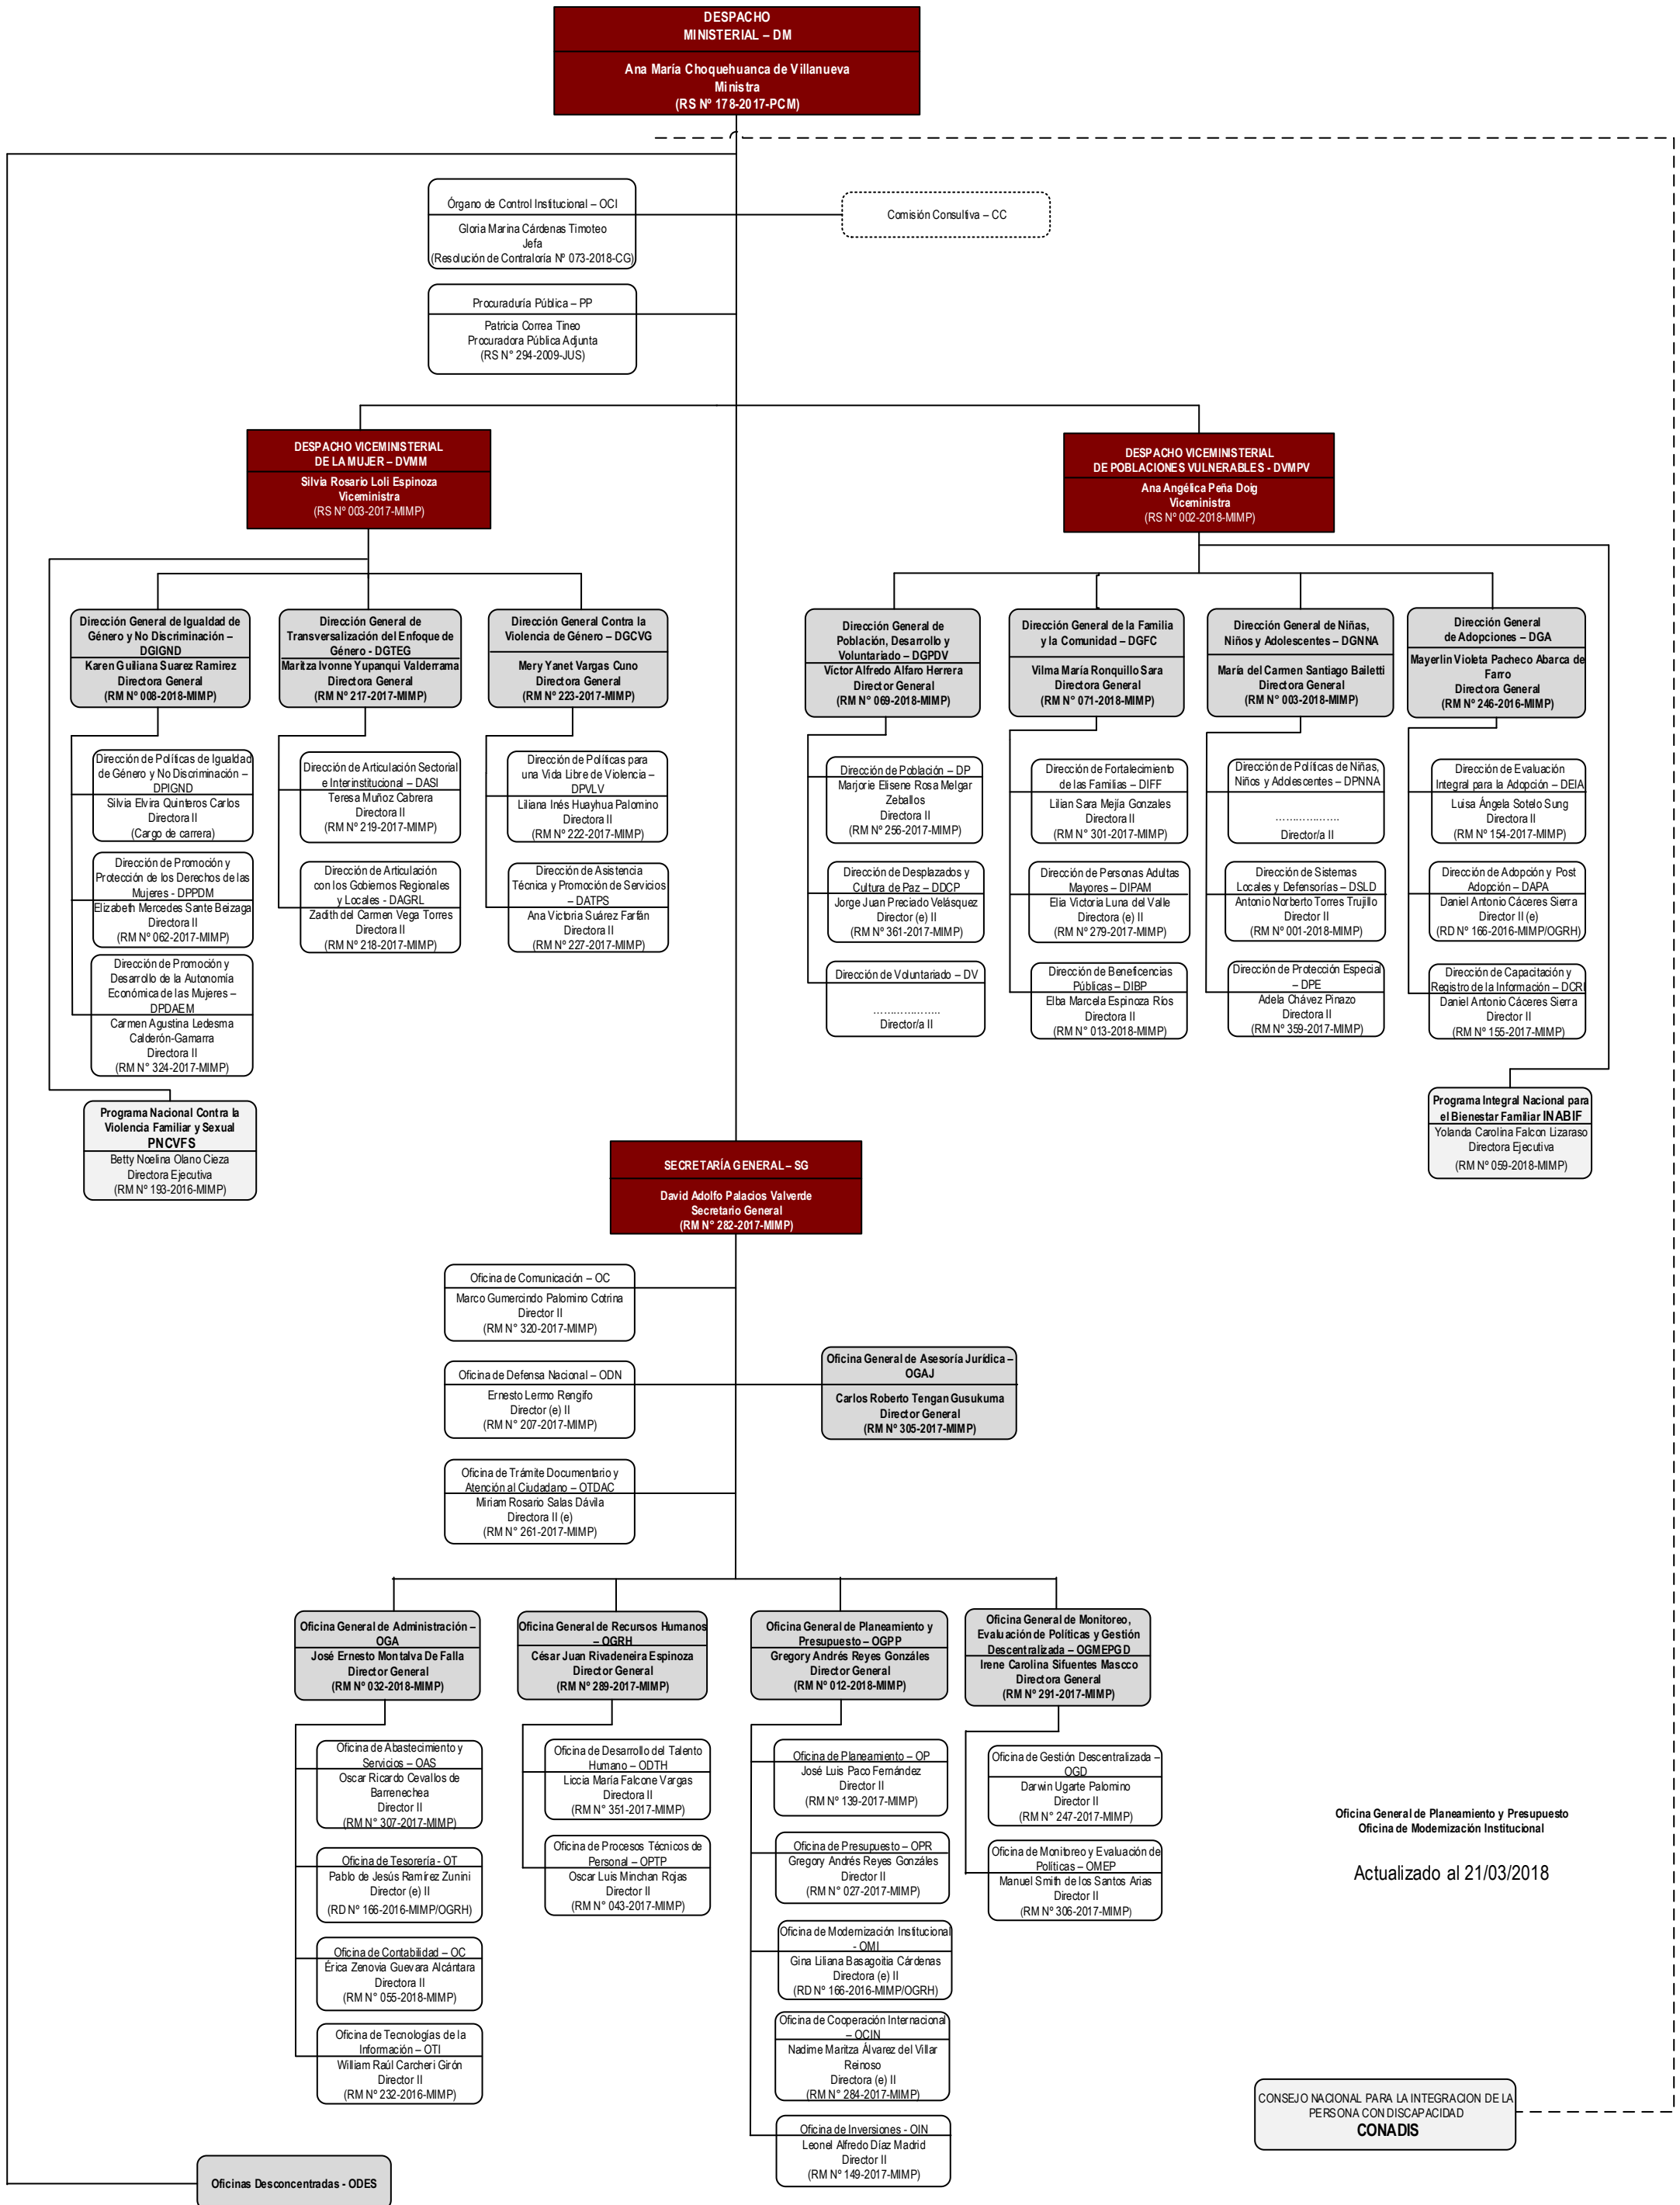 DESPACHO
MINISTERIAL – DM
Ana María Choquehuanca de Villanueva
Ministra
(RS Nº 178-2017-PCM)
Órgano de Control Institucional – OCI
Gloria Marina Cárdenas Timoteo
Jefa
(Resolución de Contraloría Nº 073-2018-CG)
Comisión Consultiva – CC
Procuraduría Pública – PP
Patricia Correa Tineo
Procuradora Pública Adjunta
(RS N° 294-2009-JUS)
DESPACHO VICEMINISTERIAL
DE LA MUJER – DVMM
Silvia Rosario Loli Espinoza
Viceministra
(RS Nº 003-2017-MIMP)
DESPACHO VICEMINISTERIAL
DE POBLACIONES VULNERABLES - DVMPV
Ana Angélica Peña Doig
Viceministra
(RS Nº 002-2018-MIMP)
Dirección General de Igualdad de
Género y No Discriminación –
DGIGND
Karen Guiliana Suarez Ramirez
Directora General
(RM Nº 008-2018-MIMP)
Dirección General de
Transversalización del Enfoque de
Género - DGTEG
Maritza Ivonne Yupanqui Valderrama
Directora General
(RM Nº 217-2017-MIMP)
Dirección General Contra la
Violencia de Género – DGCVG
Mery Yanet Vargas Cuno
Directora General
(RM Nº 223-2017-MIMP)
Dirección General de
Población, Desarrollo y
Voluntariado – DGPDV
Victor Alfredo Alfaro Herrera
Director General
(RM N° 069-2018-MIMP)
Dirección General de la Familia
y la Comunidad – DGFC
Vilma María Ronquillo Sara
Directora General
(RM N° 071-2018-MIMP)
Dirección General de Niñas,
Niños y Adolescentes – DGNNA
María del Carmen Santiago Bailetti
Directora General
(RM N° 003-2018-MIMP)
Dirección General
de Adopciones – DGA
Mayerlin Violeta Pacheco Abarca de
Farro
Directora General
(RM Nº 246-2016-MIMP)
Dirección de Políticas de Igualdad
de Género y No Discriminación –
DPIGND
Silvia Elvira Quinteros Carlos
Directora II
(Cargo de carrera)
Dirección de Promoción y
Protección de los Derechos de las
Mujeres - DPPDM
Elizabeth Mercedes Sante Beizaga
Directora II
(RM N° 062-2017-MIMP)
Dirección de Promoción y
Desarrollo de la Autonomía
Económica de las Mujeres –
DPDAEM
Carmen Agustina Ledesma
Calderón-Gamarra
Directora II
(RM N° 324-2017-MIMP)
Dirección de Articulación Sectorial
e Interinstitucional – DASI
Teresa Muñoz Cabrera
Directora II
(RM Nº 219-2017-MIMP)
Dirección de Articulación
con los Gobiernos Regionales
y Locales - DAGRL
Zadith del Carmen Vega Torres
Directora II
(RM Nº 218-2017-MIMP)
Dirección de Políticas para
una Vida Libre de Violencia –
DPVLV
Liliana Inés Huayhua Palomino
Directora II
(RM Nº 222-2017-MIMP)
Dirección de Asistencia
Técnica y Promoción de Servicios
– DATPS
Ana Victoria Suárez Farfán
Directora II
(RM Nº 227-2017-MIMP)
Dirección de Población – DP
Marjorie Elisene Rosa Melgar
Zeballos
Directora II
(RM Nº 256-2017-MIMP)
Dirección de Desplazados y
Cultura de Paz – DDCP
Jorge Juan Preciado Velásquez
Director (e) II
(RM N° 361-2017-MIMP)
Dirección de Voluntariado – DV
………………..
Director/a II
Dirección de Fortalecimiento
de las Familias – DIFF
Lilian Sara Mejía Gonzales
Directora II
(RM N° 301-2017-MIMP)
Dirección de Personas Adultas
Mayores – DIPAM
Elia Victoria Luna del Valle
Directora (e) II
(RM N° 279-2017-MIMP)
Dirección de Beneficencias
Públicas – DIBP
Elba Marcela Espinoza Ríos
Directora II
(RM N° 013-2018-MIMP)
Dirección de Políticas de Niñas,
Niños y Adolescentes – DPNNA
……………..
Director/a II
Dirección de Sistemas
Locales y Defensorías – DSLD
Antonio Norberto Torres Trujillo
Director II
(RM N° 001-2018-MIMP)
Dirección de Protección Especial
– DPE
Adela Chávez Pinazo
Directora II
(RM N° 359-2017-MIMP)
Dirección de Evaluación
Integral para la Adopción – DEIA
Luisa Ángela Sotelo Sung
Directora II
(RM Nº 154-2017-MIMP)
Dirección de Adopción y Post
Adopción – DAPA
Daniel Antonio Cáceres Sierra
Director II (e)
(RD Nº 166-2016-MIMP/OGRH)
Dirección de Capacitación y
Registro de la Información – DCRI
Daniel Antonio Cáceres Sierra
Director II
(RM N° 155-2017-MIMP)
Programa Nacional Contra la
Violencia Familiar y Sexual
PNCVFS
Betty Noelina Olano Cieza
Directora Ejecutiva
(RM Nº 193-2016-MIMP)
Programa Integral Nacional para
el Bienestar Familiar INABIF
Yolanda Carolina Falcon Lizaraso
Directora Ejecutiva
(RM Nº 059-2018-MIMP)
SECRETARÍA GENERAL – SG
David Adolfo Palacios Valverde
Secretario General
(RM N° 282-2017-MIMP)
Oficina de Comunicación – OC
Marco Gumercindo Palomino Cotrina
Director II
(RM N° 320-2017-MIMP)
Oficina de Defensa Nacional – ODN
Ernesto Lermo Rengifo
Director (e) II
(RM Nº 207-2017-MIMP)
Oficina General de Asesoría Jurídica –
OGAJ
Carlos Roberto Tengan Gusukuma
Director General
(RM Nº 305-2017-MIMP)
Oficina de Trámite Documentario y
Atención al Ciudadano – OTDAC
Miriam Rosario Salas Dávila
Directora II (e)
(RM N° 261-2017-MIMP)
Oficina General de Administración –
OGA
José Ernesto Montalva De Falla
Director General
(RM Nº 032-2018-MIMP)
Oficina General de Recursos Humanos
– OGRH
César Juan Rivadeneira Espinoza
Director General
(RM Nº 289-2017-MIMP)
Oficina General de Planeamiento y
Presupuesto – OGPP
Gregory Andrés Reyes Gonzáles
Director General
(RM N° 012-2018-MIMP)
Oficina General de Monitoreo,
Evaluación de Políticas y Gestión
Descentralizada – OGMEPGD
Irene Carolina Sifuentes Mascco
Directora General
(RM N° 291-2017-MIMP)
Oficina de Abastecimiento y
Servicios – OAS
Oscar Ricardo Cevallos de
Barrenechea
Director II
(RM N° 307-2017-MIMP)
Oficina de Tesorería - OT
Pablo de Jesús Ramírez Zunini
Director (e) II
(RD Nº 166-2016-MIMP/OGRH)
Oficina de Contabilidad – OC
Érica Zenovia Guevara Alcántara
Directora II
(RM N° 055-2018-MIMP)
Oficina de Tecnologías de la
Información – OTI
William Raúl Carcheri Girón
Director II
(RM N° 232-2016-MIMP)
Oficina de Desarrollo del Talento
Humano – ODTH
Liccia María Falcone Vargas
Directora II
(RM N° 351-2017-MIMP)
Oficina de Procesos Técnicos de
Personal – OPTP
Oscar Luis Minchan Rojas
Director II
(RM N° 043-2017-MIMP)
Oficina de Planeamiento – OP
José Luis Paco Fernández
Director II
(RM N° 139-2017-MIMP)
Oficina de Presupuesto – OPR
Gregory Andrés Reyes Gonzáles
Director II
(RM N° 027-2017-MIMP)
Oficina de Modernización Institucional
- OMI
Gina Liliana Basagoitia Cárdenas
Directora (e) II
(RD Nº 166-2016-MIMP/OGRH)
Oficina de Cooperación Internacional
– OCIN
Nadime Maritza Álvarez del Villar
Reinoso
Directora (e) II
(RM N° 284-2017-MIMP)
Oficina de Inversiones - OIN
Leonel Alfredo Díaz Madrid
Director II
(RM Nº 149-2017-MIMP)
Oficina de Gestión Descentralizada –
OGD
Darwin Ugarte Palomino
Director II
(RM N° 247-2017-MIMP)
Oficina de Monitoreo y Evaluación de
Políticas – OMEP
Manuel Smith de los Santos Arias
Director II
(RM N° 306-2017-MIMP)
Oficina General de Planeamiento y Presupuesto
Oficina de Modernización Institucional
Actualizado al 21/03/2018
CONSEJO NACIONAL PARA LA INTEGRACION DE LA
PERSONA CON DISCAPACIDAD
CONADIS
Oficinas Desconcentradas - ODES